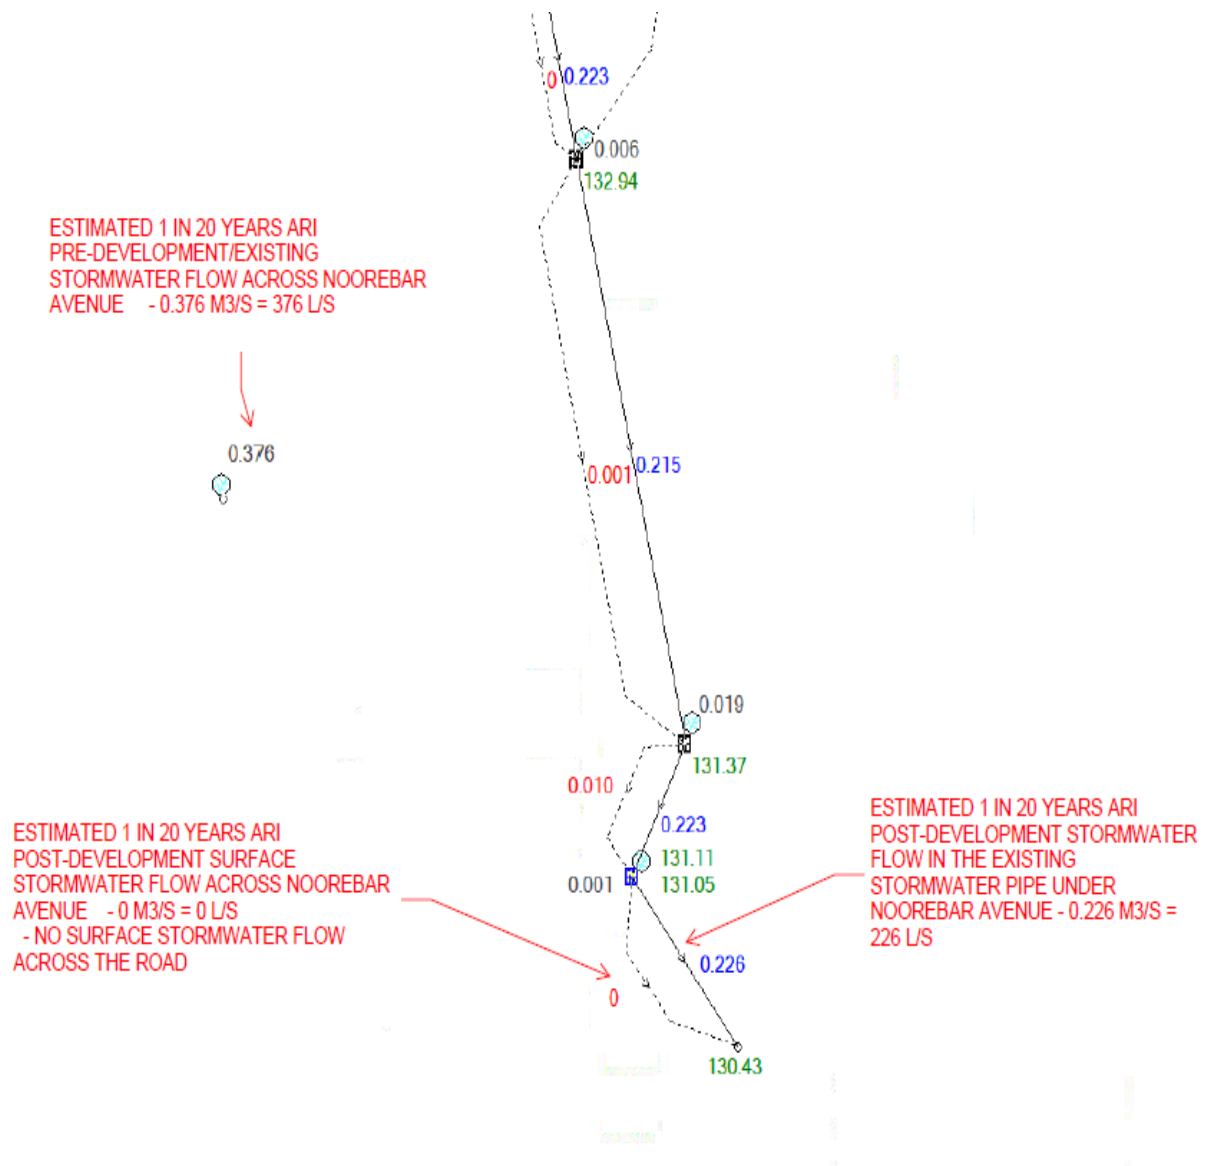 0
0.223
0.006
132.94
ESTIMATED 1 IN 20 YEARS ARI
PRE-DEVELOPMENT/EXISTING
STORMWATER FLOW ACROSS NOOREBAR
AVENUE - 0.376 M3/S = 376 L/S
0.376
0.001
0.215
0.019
131.37
0.010
0.223
131.11
0.001
131.05
ESTIMATED 1 IN 20 YEARS ARI
POST-DEVELOPMENT SURFACE
STORMWATER FLOW ACROSS NOOREBAR
AVENUE - 0 M3/S = 0 L/S
- NO SURFACE STORMWATER FLOW
ACROSS THE ROAD
ESTIMATED 1 IN 20 YEARS ARI
POST-DEVELOPMENT STORMWATER
FLOW IN THE EXISTING
STORMWATER PIPE UNDER
NOOREBAR AVENUE - 0.226 M3/S =
226 L/S
0.226
0
130.43